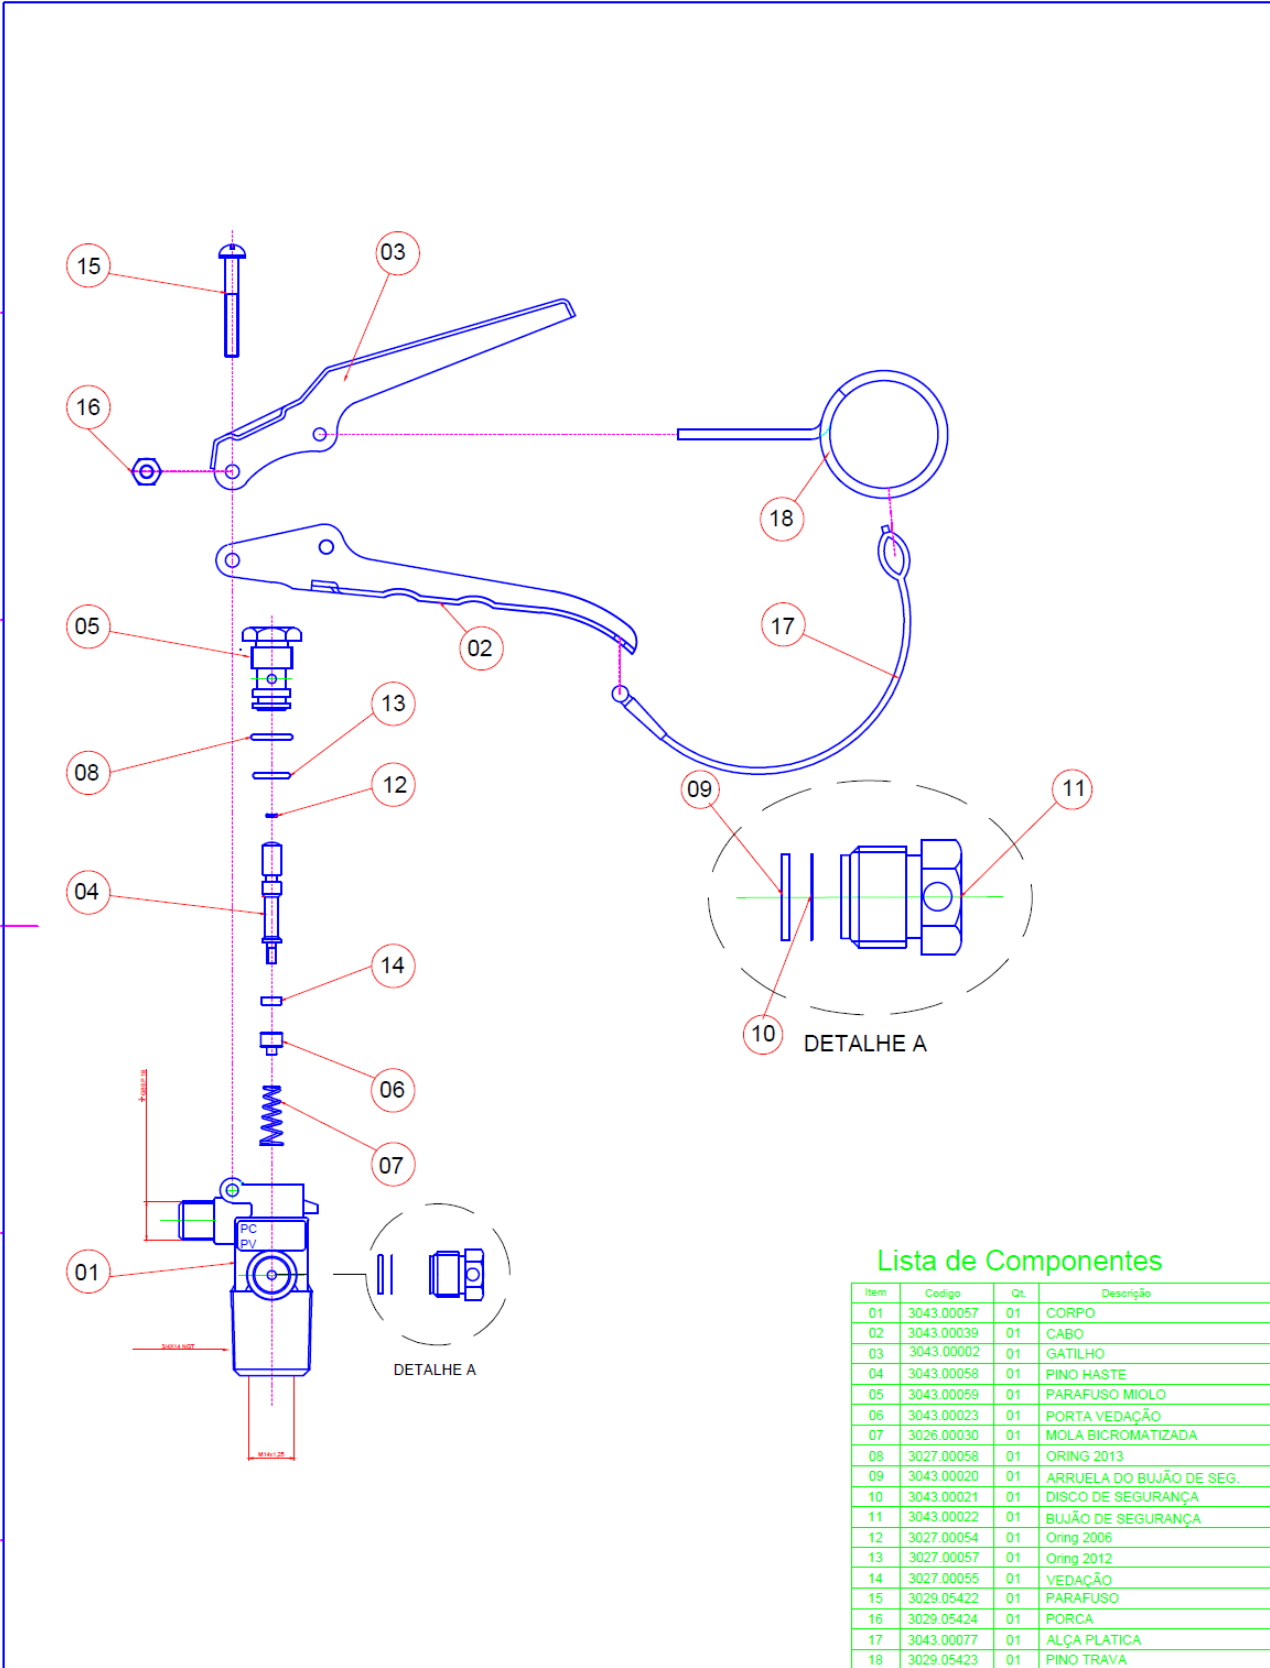 15
03
16
18
05
17
02
13
08
12
09
11
04
14
10
DETALHE A
06
07
PC
PV
01
3/4X14 NGT
DETALHE A
M14x1,25
Lista de Componentes
Item Codigo Qt. Descrição
01 3043.00057 01 CORPO
02 3043.00039 01 CABO
03 3043.00002 01 GATILHO
04 3043.00058 01 PINO HASTE
05 3043.00059 01 PARAFUSO MIOLO
06 3043.00023 01 PORTA VEDAÇÃO
07 3026.00030 01 MOLA BICROMATIZADA
08 3027.00058 01 ORING 2013
09 3043.00020 01 ARRUELA DO BUJÃO DE SEG.
10 3043.00021 01 DISCO DE SEGURANÇA
11 3043.00022 01 BUJÃO DE SEGURANÇA
12 3027.00054 01 Oring 2006
13 3027.00057 01 Oring 2012
14 3027.00055 01 VEDAÇÃO
15 3029.05422 01 PARAFUSO
16 3029.05424 01 PORCA
17 3043.00077 01 ALÇA PLATICA
18 3029.05423 01 PINO TRAVA